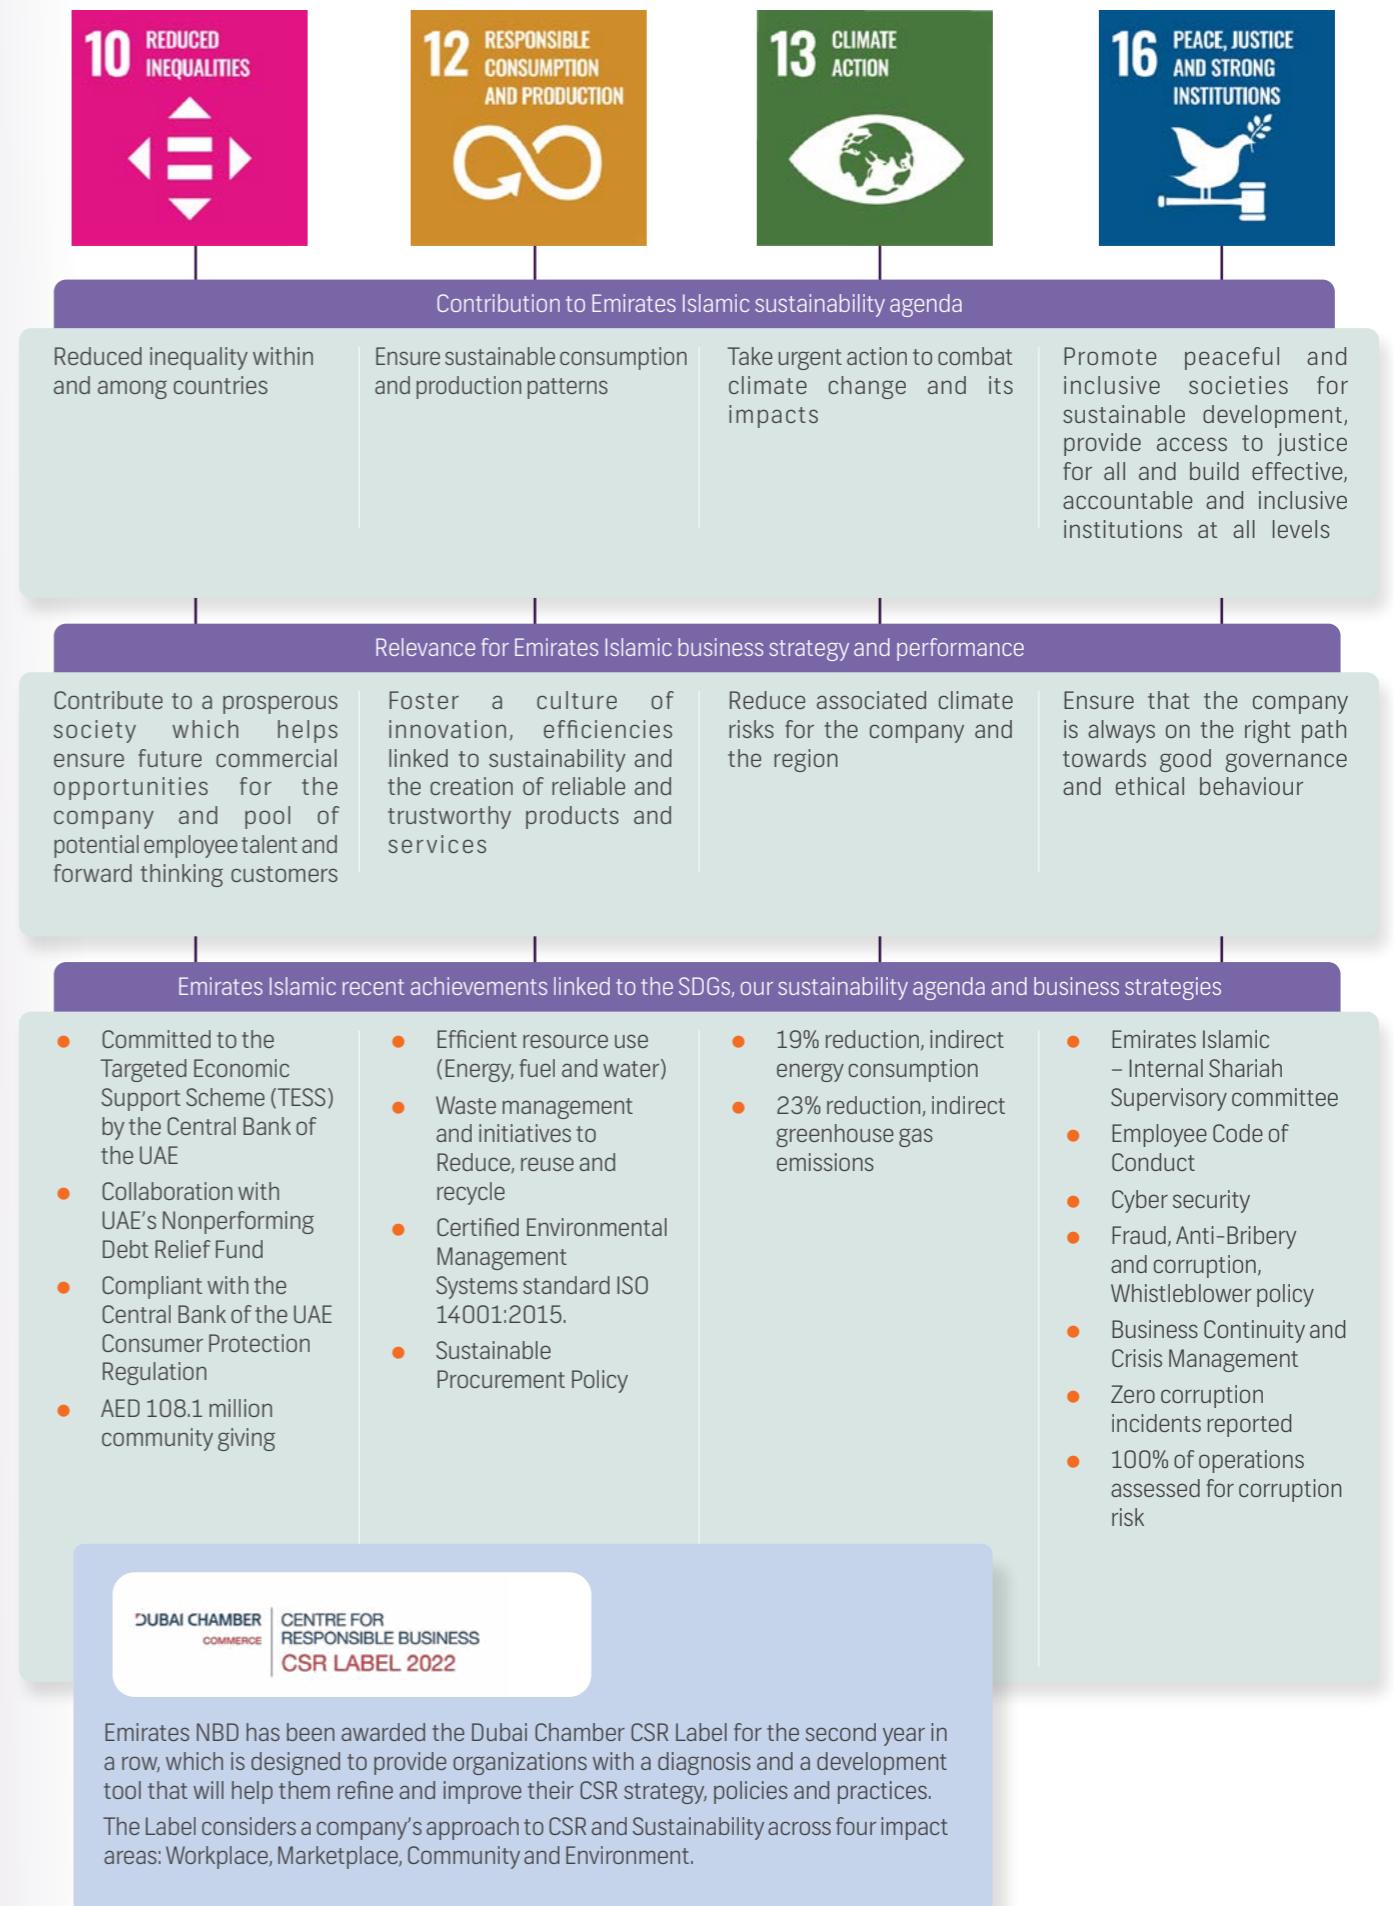 10 REDUCED
INEQUALITIES
12 RESPONSIBLE
CONSUMPTION
AND PRODUCTION
13 CLIMATE
ACTION
16 PEACE, JUSTICE
AND STRONG
INSTITUTIONS
Contribution to Emirates Islamic sustainability agenda
Reduced inequality within
and among countries
Ensure sustainable consumption
and production patterns
Take urgent action to combat
climate change and its
impacts
Promote peaceful and
inclusive societies for
sustainable development,
provide access to justice
for all and build effective,
accountable and inclusive
institutions at all levels
Relevance for Emirates Islamic business strategy and performance
Contribute to a prosperous
society which helps
ensure future commercial
opportunities for the
company and pool of
potential employee talent and
forward thinking customers
Foster a culture of
innovation, efficiencies
linked to sustainability and
the creation of reliable and
trustworthy products and
services
Reduce associated climate
risks for the company and
the region
Ensure that the company
is always on the right path
towards good governance
and ethical behaviour
Emirates Islamic recent achievements linked to the SDGs, our sustainability agenda and business strategies
● Committed to the
Targeted Economic
Support Scheme (TESS)
by the Central Bank of
the UAE
● Collaboration with
UAE's Nonperforming
Debt Relief Fund
● Compliant with the
Central Bank of the UAE
Consumer Protection
Regulation
● AED 108.1 million
community giving
● Efficient resource use
(Energy, fuel and water)
● Waste management
and initiatives to
Reduce, reuse and
recycle
● Certified Environmental
Management
Systems standard ISO
14001:2015.
● Sustainable
Procurement Policy
● 19% reduction, indirect
energy consumption
● 23% reduction, indirect
greenhouse gas
emissions
● Emirates Islamic
– Internal Shariah
Supervisory committee
● Employee Code of
Conduct
● Cyber security
● Fraud, Anti-Bribery
and corruption,
Whistleblower policy
● Business Continuity and
Crisis Management
● Zero corruption
incidents reported
● 100% of operations
assessed for corruption
risk
DUBAI CHAMBER
COMMERCE
CENTRE FOR
RESPONSIBLE BUSINESS
CSR LABEL 2022
Emirates NBD has been awarded the Dubai Chamber CSR Label for the second year in
a row, which is designed to provide organizations with a diagnosis and a development
tool that will help them refine and improve their CSR strategy, policies and practices.
The Label considers a company's approach to CSR and Sustainability across four impact
areas: Workplace, Marketplace, Community and Environment.